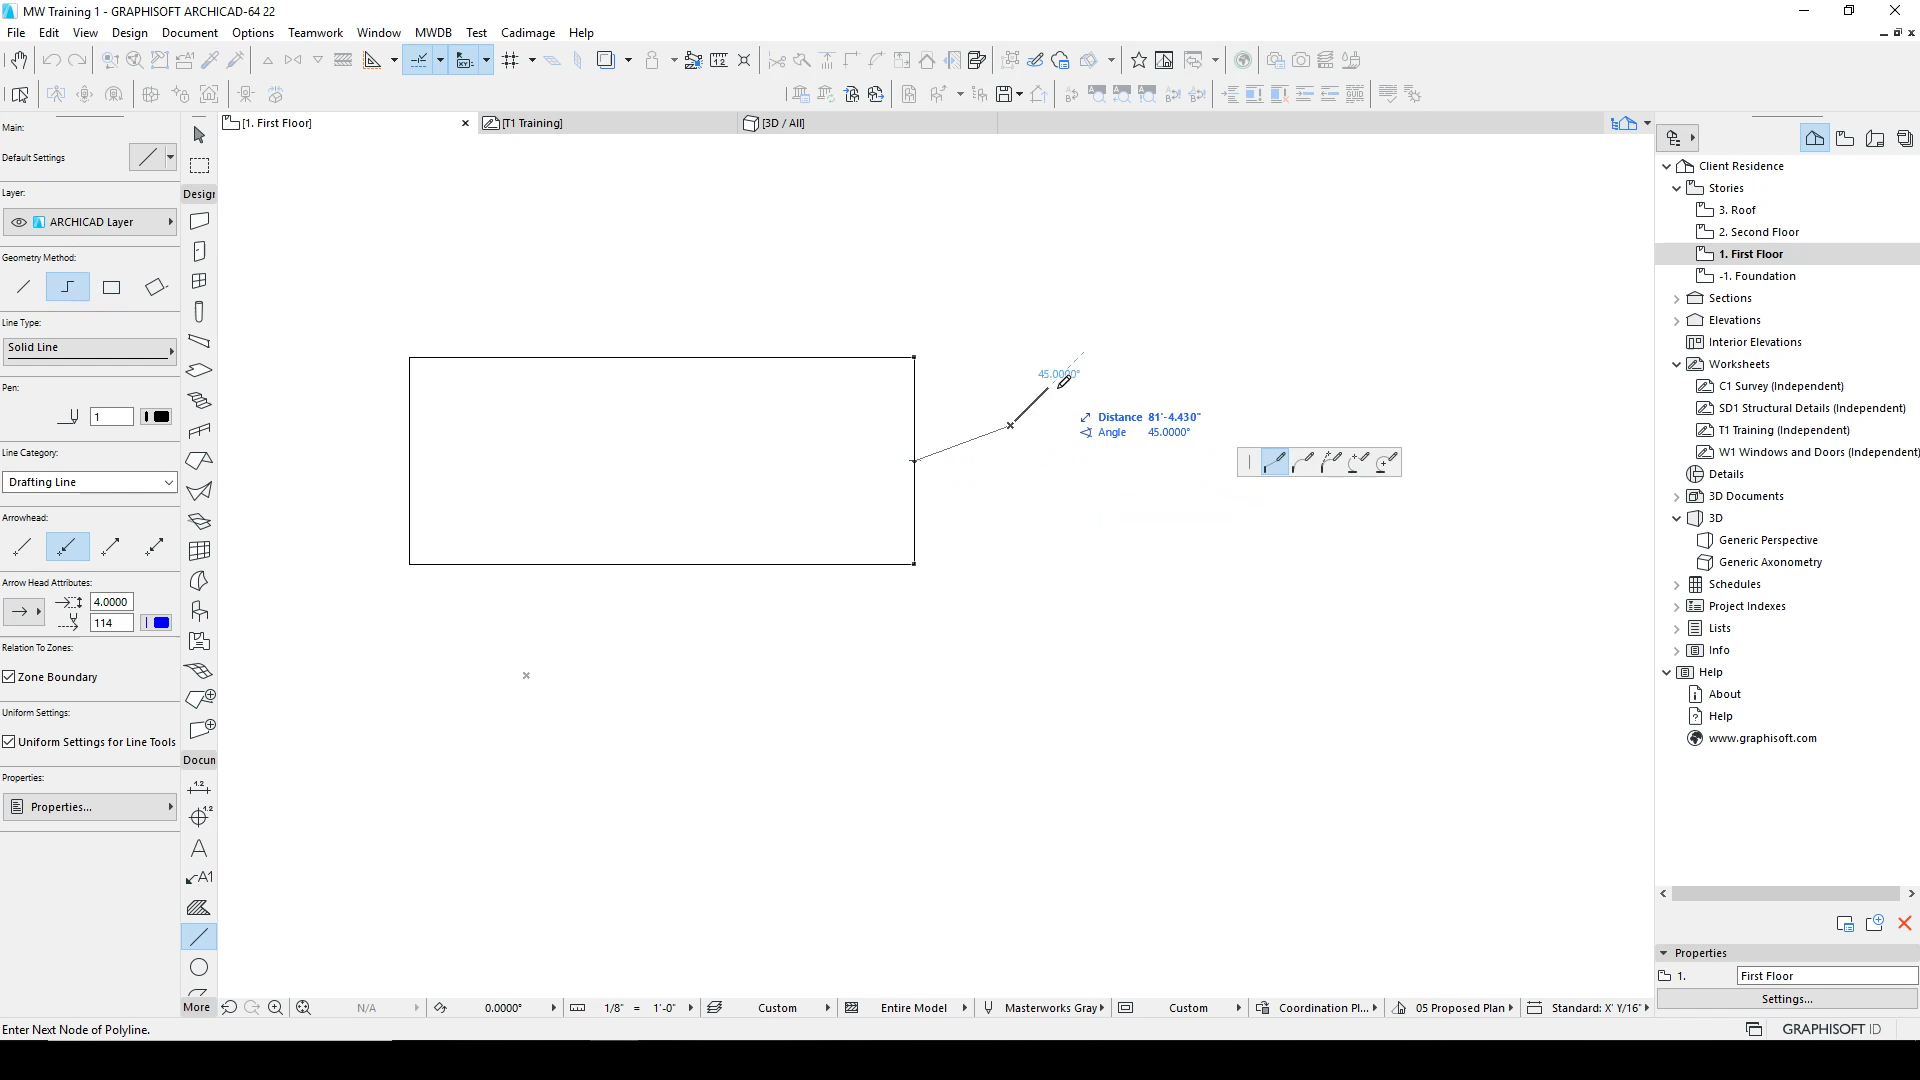 MW Training 1 - GRAPHISOFT ARCHICAD-64 22
File Edit View Design Document Options Teamwork Window MWDB Test Cadimage Help
[1. First Floor]
[T1 Training]
[3D / All]
Main:
Default Settings
Layer:
ARCHICAD Layer
Geometry Method:
Line Type:
Solid Line
Pen:
1
Line Category:
Drafting Line
Arrowhead:
Arrow Head Attributes:
4.0000
114
Relation To Zones:
Zone Boundary
Uniform Settings:
Uniform Settings for Line Tools
Properties:
Properties...
Desigr
1.2
1.2
A1
Docun
More
45.0000°
Distance 81'-4.430"
Angle 45.0000°
Client Residence
Stories
3. Roof
2. Second Floor
1. First Floor
-1. Foundation
Sections
Elevations
Interior Elevations
Worksheets
C1 Survey (Independent)
SD1 Structural Details (Independent)
T1 Training (Independent)
W1 Windows and Doors (Independent)
Details
3D Documents
3D
Generic Perspective
Generic Axonometry
Schedules
Project Indexes
Lists
Info
Help
About
Help
www.graphisoft.com
Properties
1. First Floor
Settings...
N/A 0.0000° 1/8" = 1'-0" Custom Entire Model Masterworks Gray Custom Coordination Pl... 05 Proposed Plan Standard: X' Y/16"
Enter Next Node of Polyline.
GRAPHISOFT ID